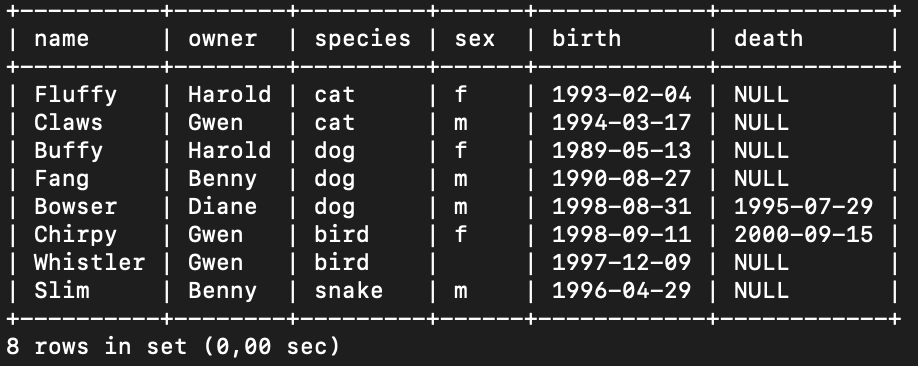 +----------+--------+---------+------+------------+------------+
| name     | owner  | species | sex  | birth      | death      |
+----------+--------+---------+------+------------+------------+
| Fluffy   | Harold | cat     | f    | 1993-02-04 | NULL       |
| Claws    | Gwen   | cat     | m    | 1994-03-17 | NULL       |
| Buffy    | Harold | dog     | f    | 1989-05-13 | NULL       |
| Fang     | Benny  | dog     | m    | 1990-08-27 | NULL       |
| Bowser   | Diane  | dog     | m    | 1998-08-31 | 1995-07-29 |
| Chirpy   | Gwen   | bird    | f    | 1998-09-11 | 2000-09-15 |
| Whistler | Gwen   | bird    |      | 1997-12-09 | NULL       |
| Slim     | Benny  | snake   | m    | 1996-04-29 | NULL       |
+----------+--------+---------+------+------------+------------+
8 rows in set (0,00 sec)